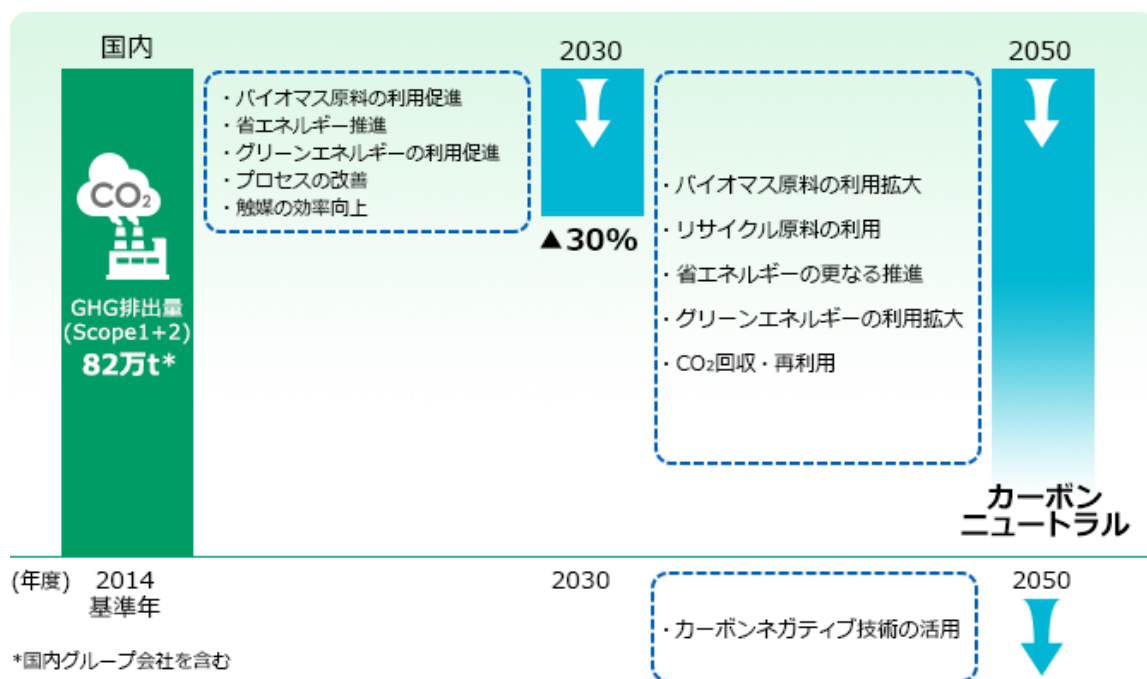 国内
・バイオマス原料の利用促進
・省エネルギー推進
・グリーンエネルギーの利用促進
・プロセスの改善
・触媒の効率向上
2030
▲30%
・バイオマス原料の利用拡大
・リサイクル原料の利用
・省エネルギーの更なる推進
・グリーンエネルギーの利用拡大
・CO₂回収・再利用
2050
カーボン
ニュートラル
CO₂
GHG排出量
(Scope1+2)
82万t*
(年度)
2014
基準年
2030
・カーボンネガティブ技術の活用
2050
*国内グループ会社を含む